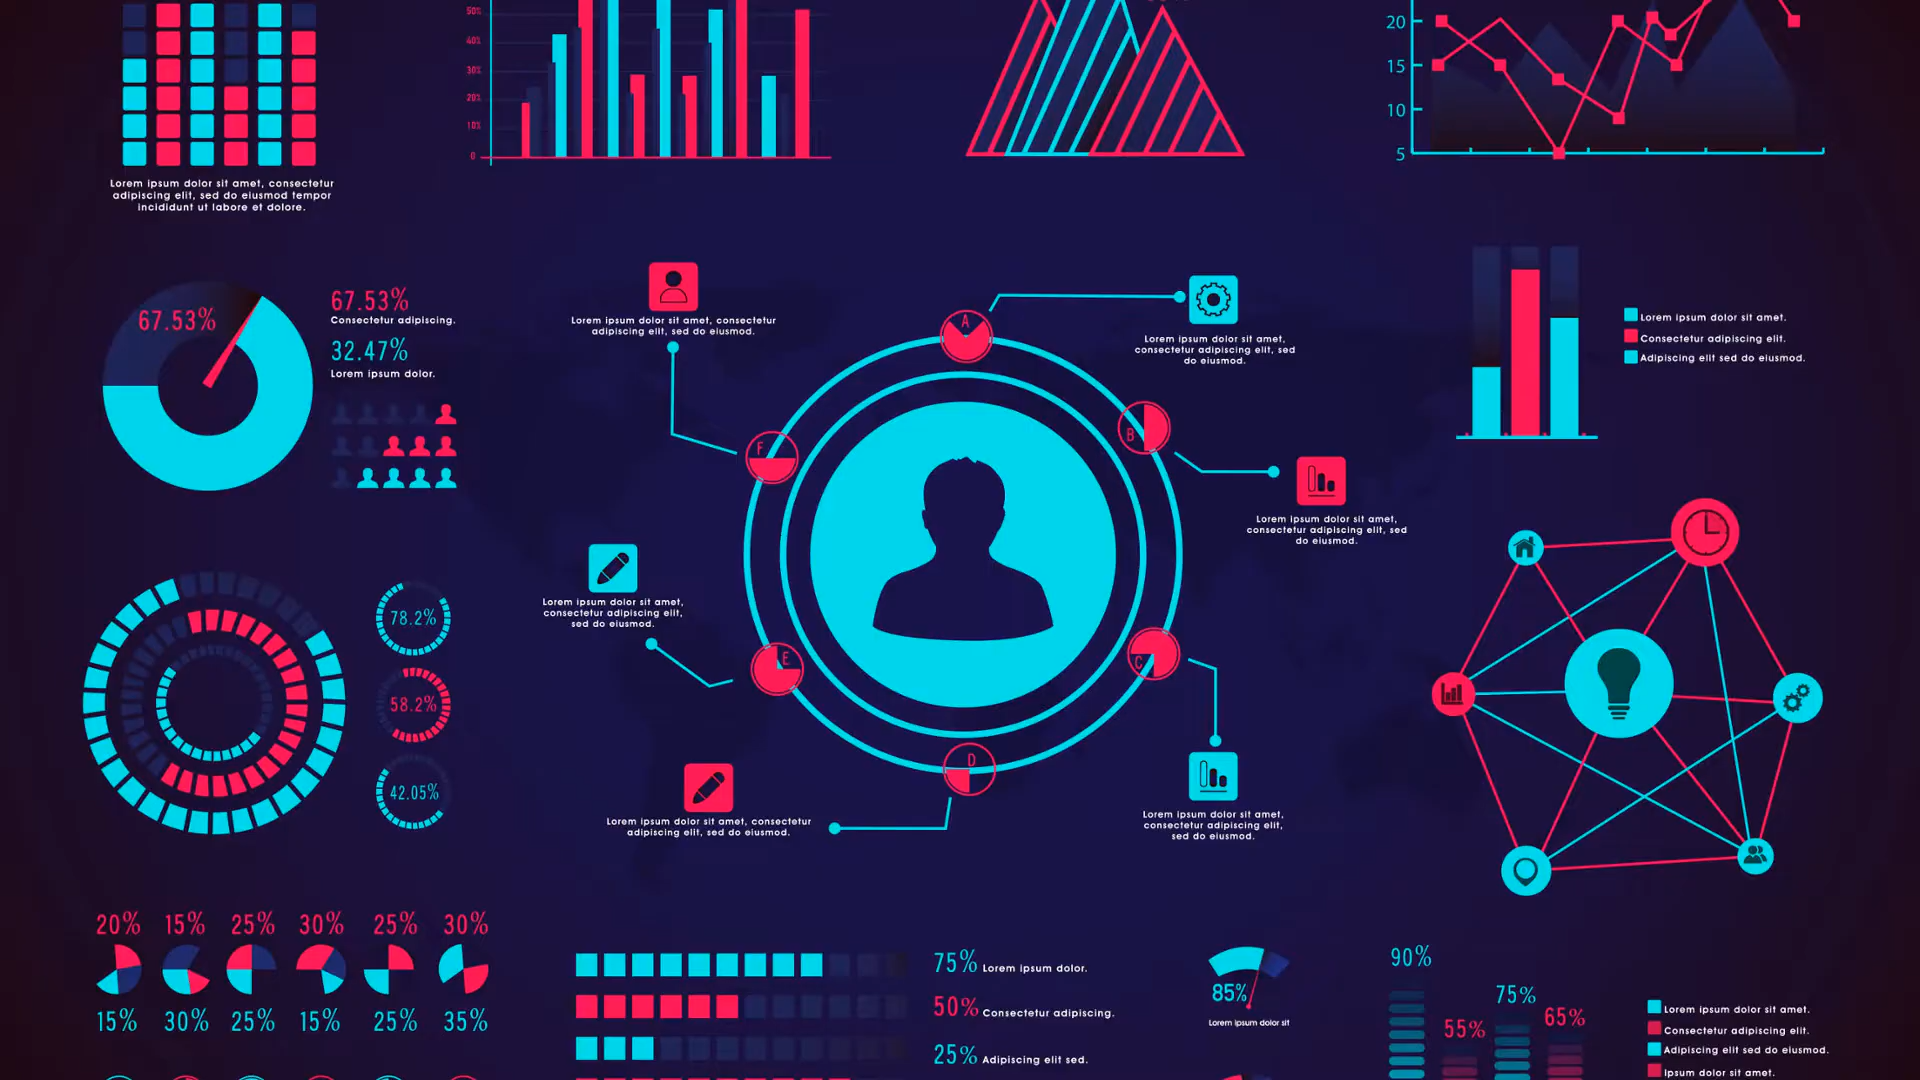 50%
40%
30%
20%
10%
0
20
15
10
5
Lorem ipsum dolor sit amet, consectetur
adipiscing elit, sed do eiusmod tempor
incididunt ut labore et dolore.
67.53%
67.53%
Consectetur adipiscing.
32.47%
Lorem ipsum dolor.
Lorem ipsum dolor sit amet, consectetur
adipiscing elit, sed do eiusmod.
A
Lorem ipsum dolor sit amet,
consectetur adipiscing elit, sed
do eiusmod.
Lorem ipsum dolor sit amet.
Consectetur adipiscing elit.
Adipiscing elit sed do eiusmod.
F
B
Lorem ipsum dolor sit amet,
consectetur adipiscing elit, sed
do eiusmod.
Lorem ipsum dolor sit amet,
consectetur adipiscing elit,
sed do eiusmod.
E
C
78.2%
58.2%
42.05%
D
Lorem ipsum dolor sit amet, consectetur
adipiscing elit, sed do eiusmod.
Lorem ipsum dolor sit amet,
consectetur adipiscing elit,
sed do eiusmod.
20% 15% 25% 30% 25% 30%
15% 30% 25% 15% 25% 35%
75% Lorem ipsum dolor.
50% Consectetur adipiscing.
25% Adipiscing elit sed.
85%
Lorem ipsum dolor sit
90%
75%
55%
65%
Lorem ipsum dolor sit amet.
Consectetur adipiscing elit.
Adipiscing elit sed do eiusmod.
Ipsum dolor sit amet.